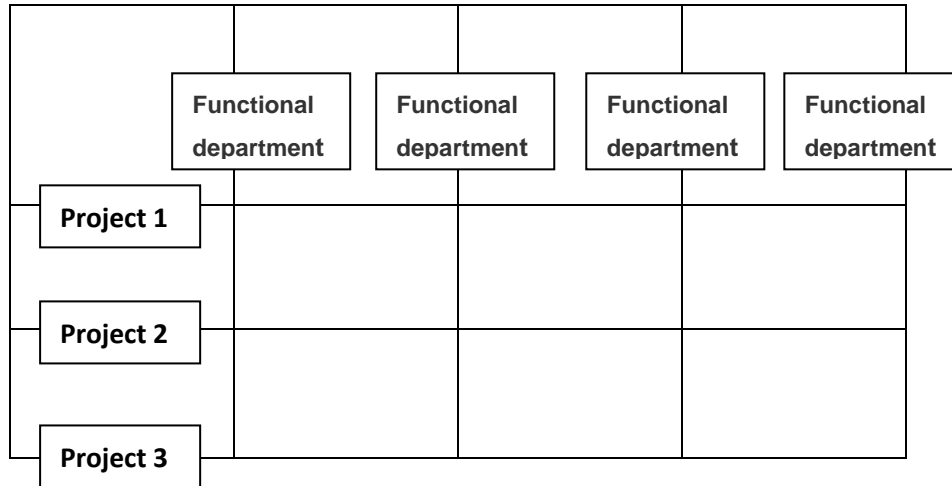 Functional
department
Functional
department
Functional
department
Functional
department
Project 1
Project 2
Project 3